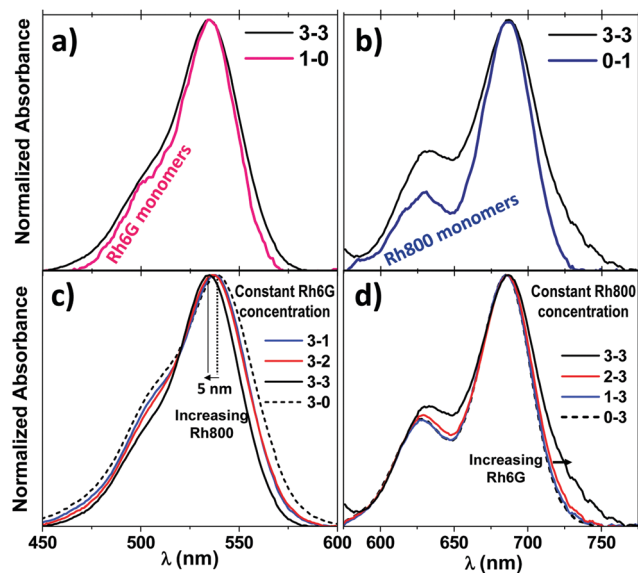 a)
3-3
1-0
Rh6G monomers
b)
3-3
0-1
Rh800 monomers
Normalized Absorbance
c)
Constant Rh6G
concentration
3-1
3-2
3-3
3-0
5 nm
Increasing
Rh800
d)
Constant Rh800
concentration
3-3
2-3
1-3
0-3
Increasing
Rh6G
Normalized Absorbance
450 500 550 600 600 650 700 750
λ (nm) λ (nm)